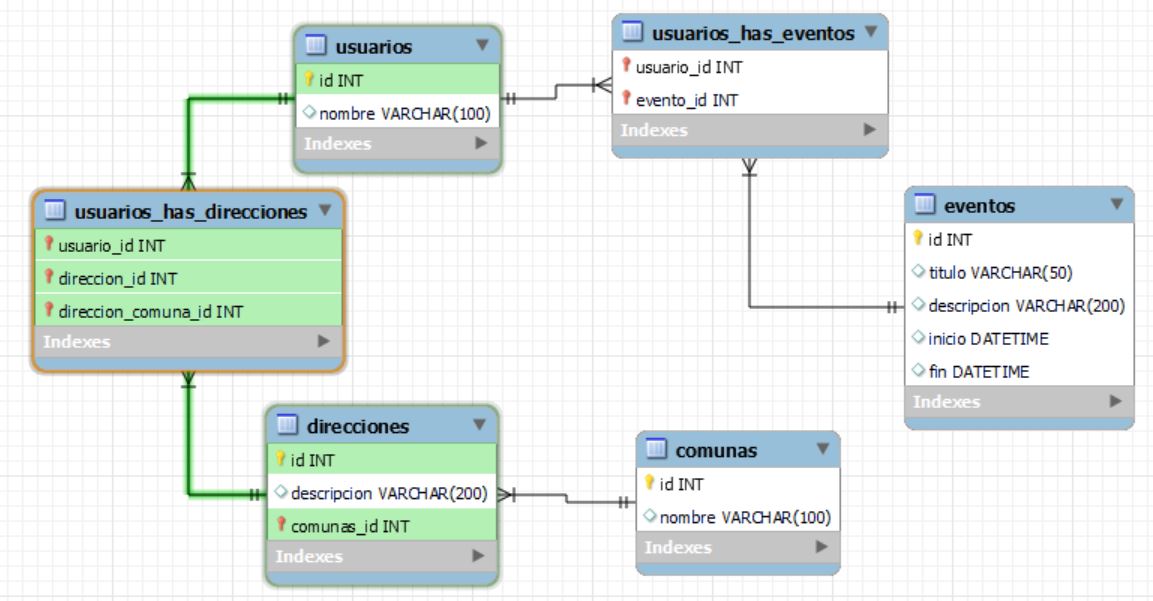 usuarios
id INT
nombre VARCHAR(100)
Indexes
usuarios_has_eventos
usuario_id INT
evento_id INT
Indexes
usuarios_has_direcciones
usuario_id INT
direccion_id INT
direccion_comuna_id INT
Indexes
eventos
id INT
titulo VARCHAR(50)
descripcion VARCHAR(200)
inicio DATETIME
fin DATETIME
Indexes
direcciones
id INT
descripcion VARCHAR(200)
comunas_id INT
Indexes
comunas
id INT
nombre VARCHAR(100)
Indexes